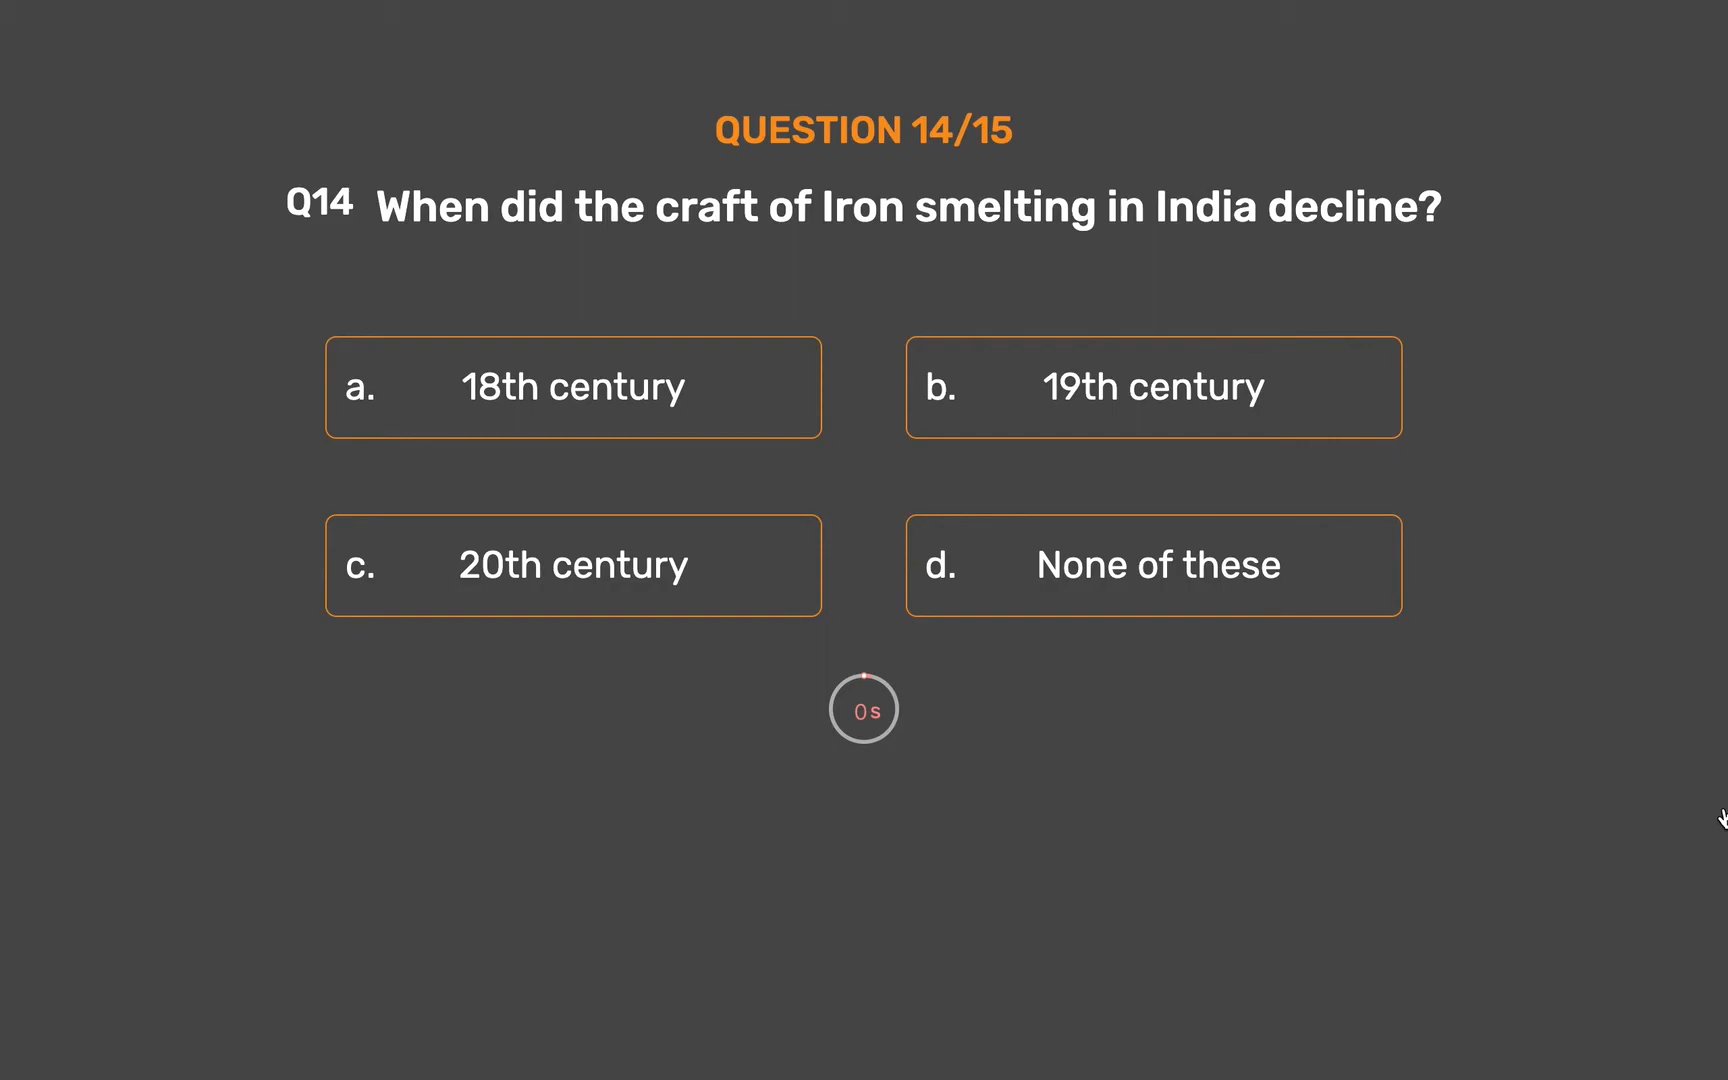 QUESTION 14/15
Q14 When did the craft of Iron smelting in India decline?
a. 18th century
b. 19th century
c. 20th century
d. None of these
0s